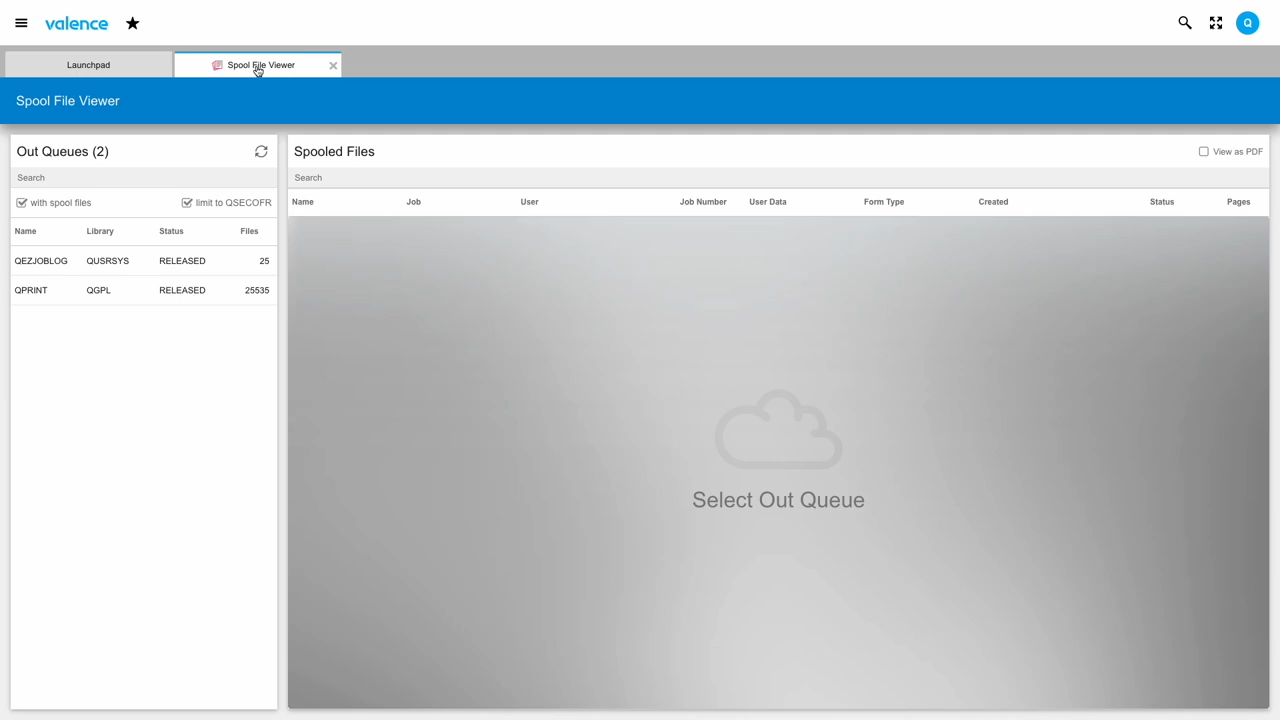 valence
Q
Launchpad
Spool File Viewer
Spool File Viewer
Out Queues (2)
Search
with spool files
limit to QSECOFR
Name Library Status Files
QEZJOBLOG QUSRSYS RELEASED 25
QPRINT QGPL RELEASED 25535
Spooled Files
View as PDF
Search
Name Job User Job Number User Data Form Type Created Status Pages
Select Out Queue